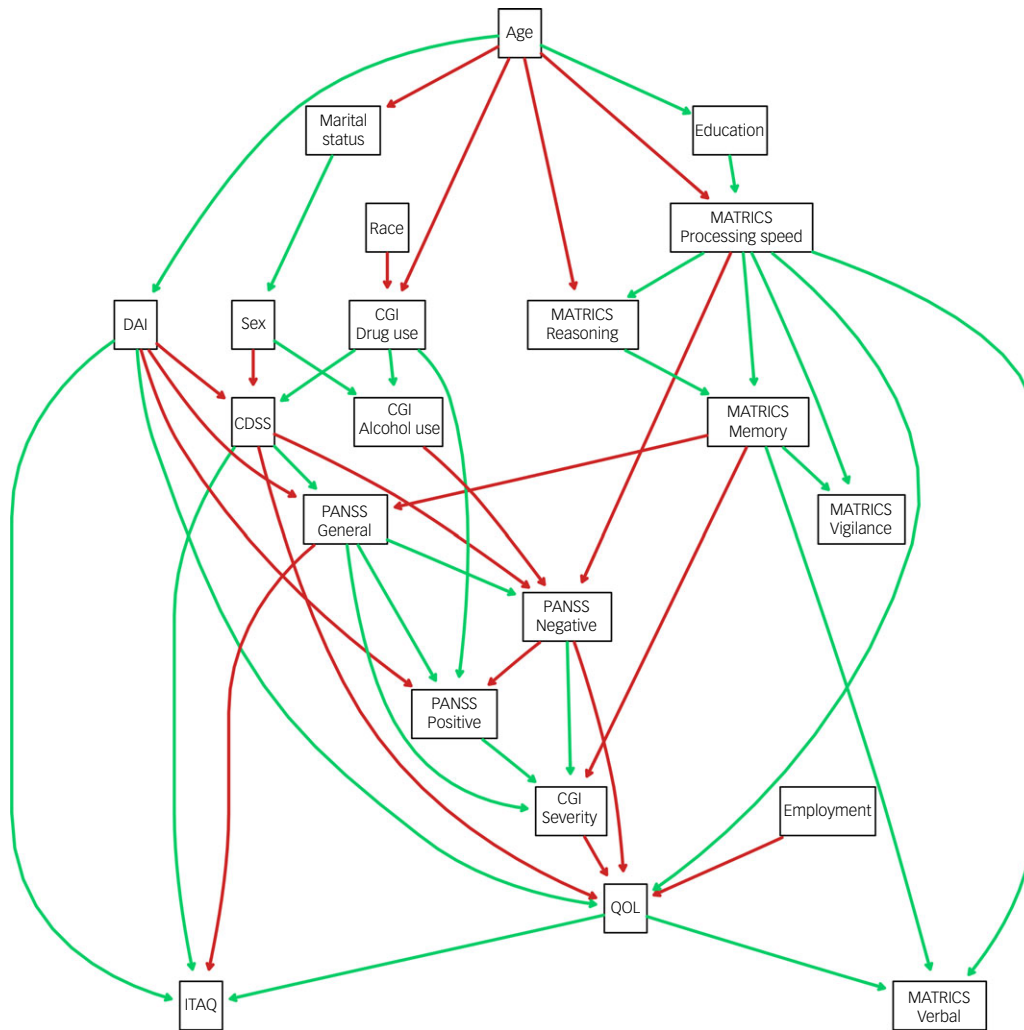 Age
Marital
status
Education
Race
MATRICS
Processing speed
DAI
Sex
CGI
Drug use
MATRICS
Reasoning
CDSS
CGI
Alcohol use
MATRICS
Memory
PANSS
General
MATRICS
Vigilance
PANSS
Negative
PANSS
Positive
CGI
Severity
Employment
QOL
ITAQ
MATRICS
Verbal